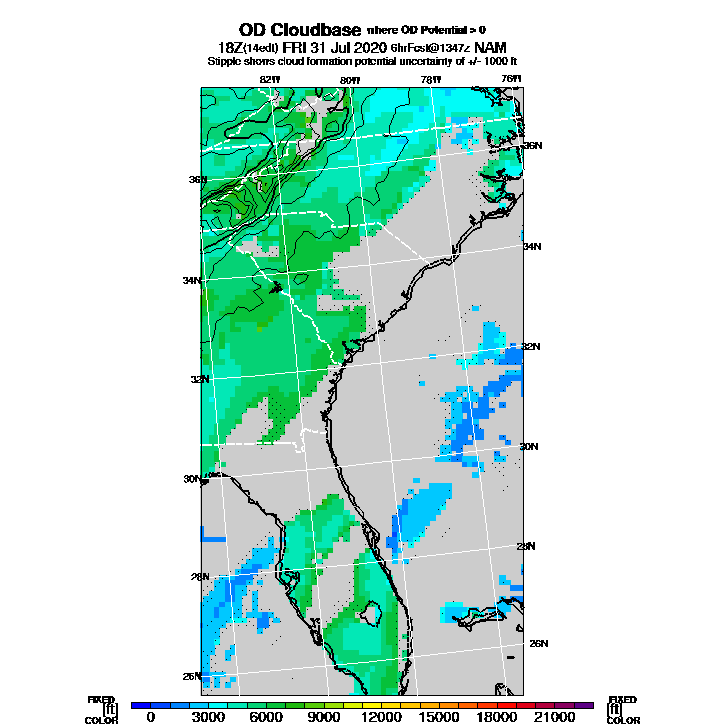 OD Cloudbase where OD Potential > 0
18Z(14edt) FRI 31 Jul 2020 6hrFcst@1347z NAM
Stipple shows cloud formation potential uncertainty of +/- 1000 ft
82W 80W 78W 76W
36N
36N
34N
34N
32N
32N
30N
30N
28N
28N
26N
26N
FIXED FIXED
[ft] [ft]
COLOR COLOR
0 3000 6000 9000 12000 15000 18000 21000